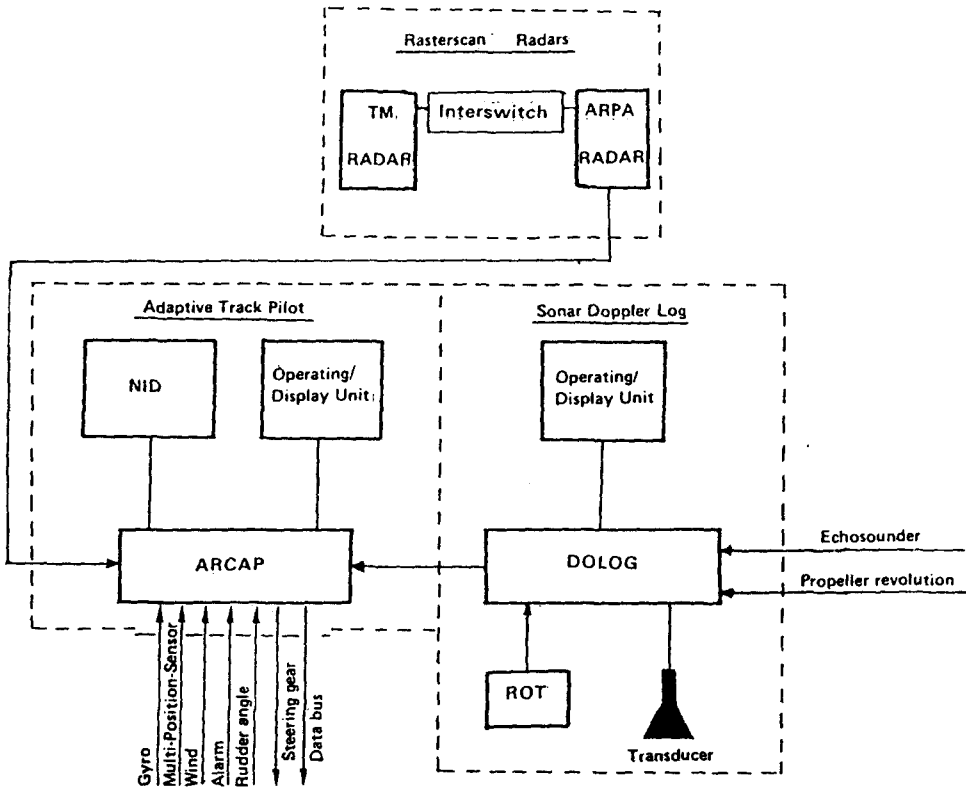 Rasterscan Radars
TM.
RADAR
Interswitch
ARPA
RADAR
Adaptive Track Pilot
NID
Operating/
Display Unit
ARCAP
Sonar Doppler Log
Operating/
Display Unit
DOLOG
Echosounder
Propeller revolution
ROT
Transducer
Gyro
Multi-Position-Sensor
Wind
Alarm
Rudder angle
Steering gear
Data bus